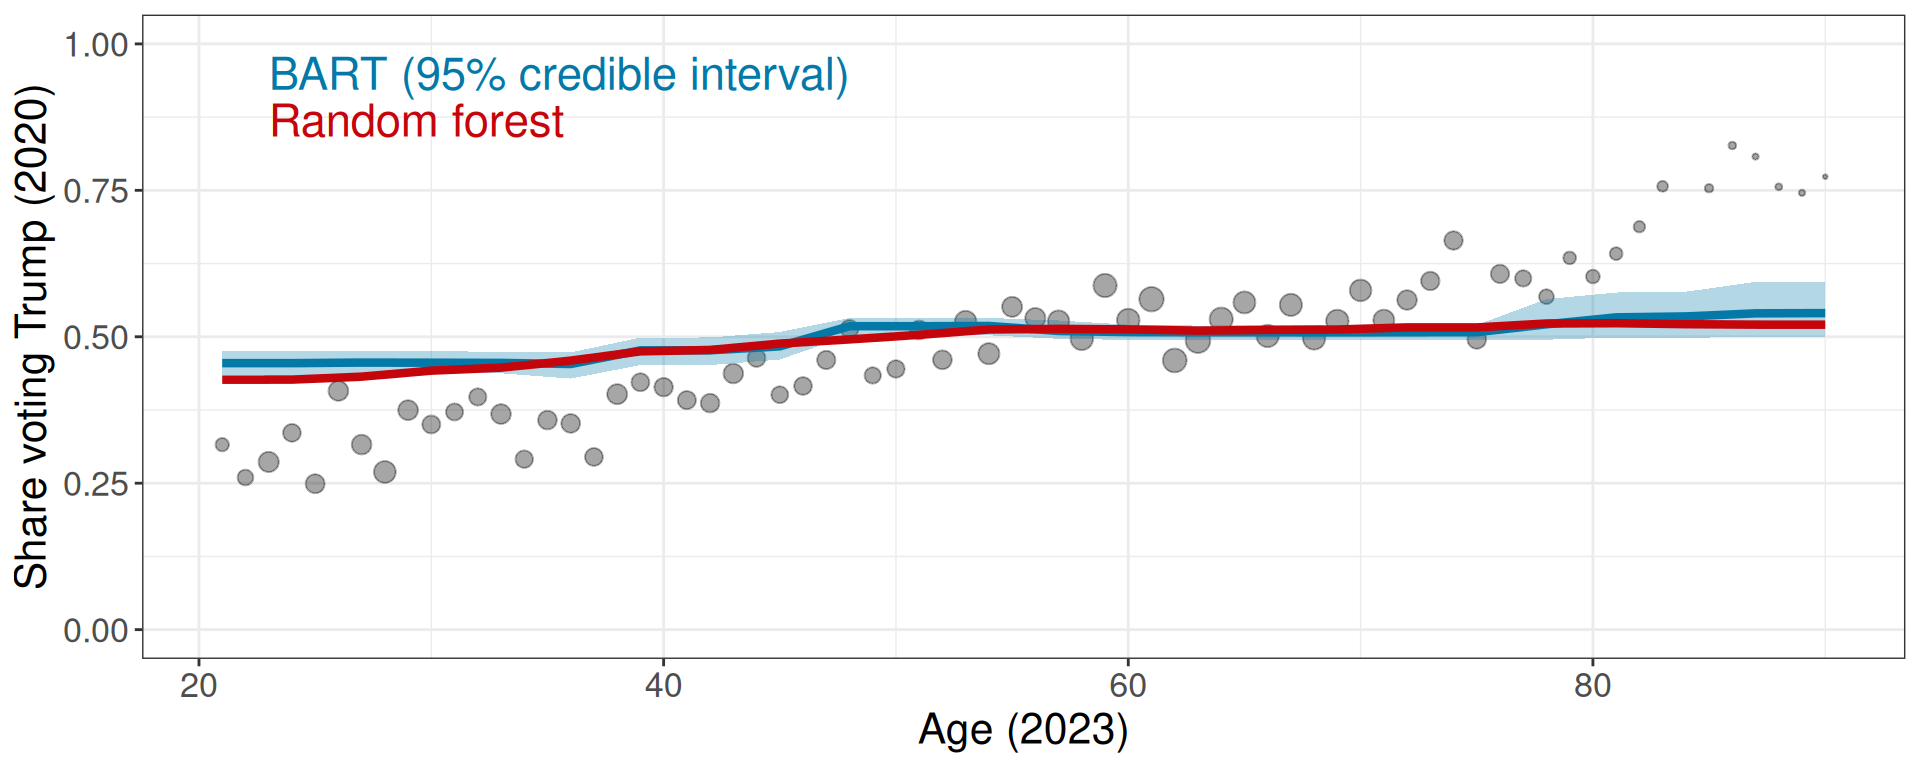 1.00
0.75
0.50
0.25
0.00
Share voting Trump (2020)
BART (95% credible interval)
Random forest
20 40 60 80
Age (2023)